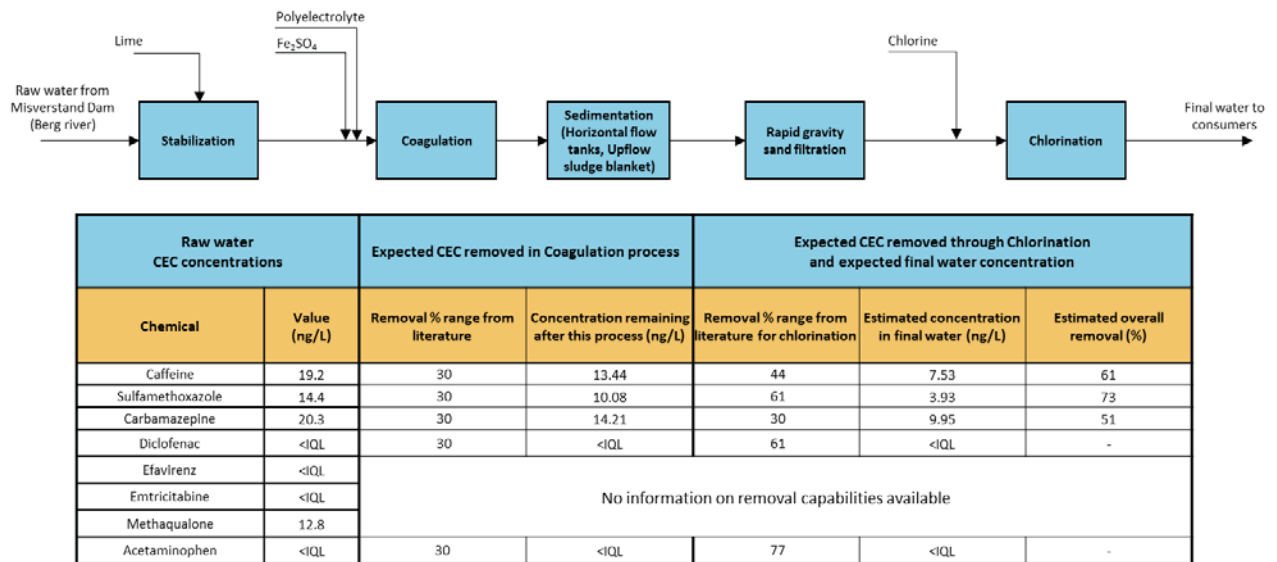 Polyelectrolyte
Lime
Fe₂SO₄
Chlorine
Raw water from
Misverstand Dam
(Berg river)
Stabilization
Coagulation
Sedimentation
(Horizontal flow
tanks, Upflow
sludge blanket)
Rapid gravity
sand filtration
Chlorination
Final water to
consumers
Raw water
CEC concentrations
Expected CEC removed in Coagulation process
Expected CEC removed through Chlorination
and expected final water concentration
Chemical
Value
(ng/L)
Removal % range from
literature
Concentration remaining
after this process (ng/L)
Removal % range from
literature for chlorination
Estimated concentration
in final water (ng/L)
Estimated overall
removal (%)
Caffeine 19.2 30 13.44 44 7.53 61
Sulfamethoxazole 14.4 30 10.08 61 3.93 73
Carbamazepine 20.3 30 14.21 30 9.95 51
Diclofenac <IQL 30 <IQL 61 <IQL -
Efavirenz <IQL
Emtricitabine <IQL
No information on removal capabilities available
Methaqualone 12.8
Acetaminophen <IQL 30 <IQL 77 <IQL -